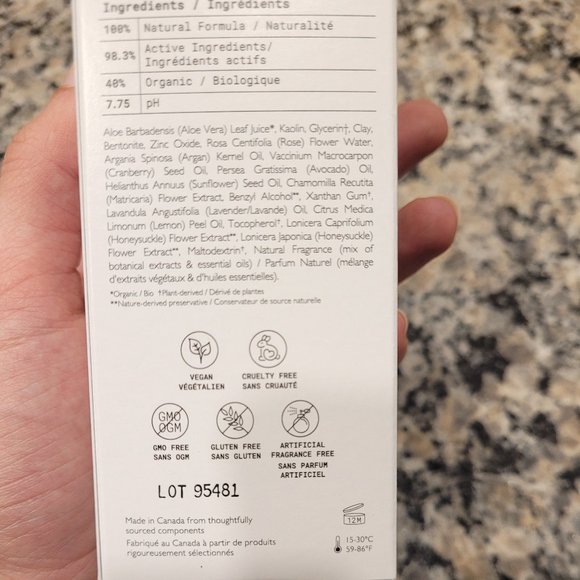 Ingredients / Ingrédients
100% Natural Formula / Naturalité
98.3% Active Ingredients/
Ingrédients actifs
40% Organic / Biologique
7.75 pH
Aloe Barbadensis (Aloe Vera) Leaf Juice*, Kaolin, Glycerin†, Clay,
Bentonite, Zinc Oxide, Rosa Centifolia (Rose) Flower Water,
Argania Spinosa (Argan) Kernel Oil, Vaccinium Macrocarpon
(Cranberry) Seed Oil, Persea Gratissima (Avocado) Oil,
Helianthus Annuus (Sunflower) Seed Oil, Chamomilla Recutita
(Matricaria) Flower Extract, Benzyl Alcohol**, Xanthan Gum†,
Lavandula Angustifolia (Lavender/Lavande) Oil, Citrus Medica
Limonum (Lemon) Peel Oil, Tocopherol†, Lonicera Caprifolium
(Honeysuckle) Flower Extract**, Lonicera Japonica (Honeysuckle)
Flower Extract**, Maltodextrin†, Natural Fragrance (mix of
botanical extracts & essential oils) / Parfum Naturel (mélange
d'extraits végétaux & d'huiles essentielles).
*Organic / Bio †Plant-derived / Dérivé de plantes
**Nature-derived preservative / Conservateur de source naturelle
VEGAN
VÉGÉTALIEN
CRUELTY FREE
SANS CRUAUTÉ
GMO
OGM
GMO FREE
SANS OGM
GLUTEN FREE
SANS GLUTEN
ARTIFICIAL
FRAGRANCE FREE
SANS PARFUM
ARTIFICIEL
LOT 95481
12M
Made in Canada from thoughtfully
sourced components
Fabriqué au Canada à partir de produits
rigoureusement sélectionnés
15-30°C
59-86°F